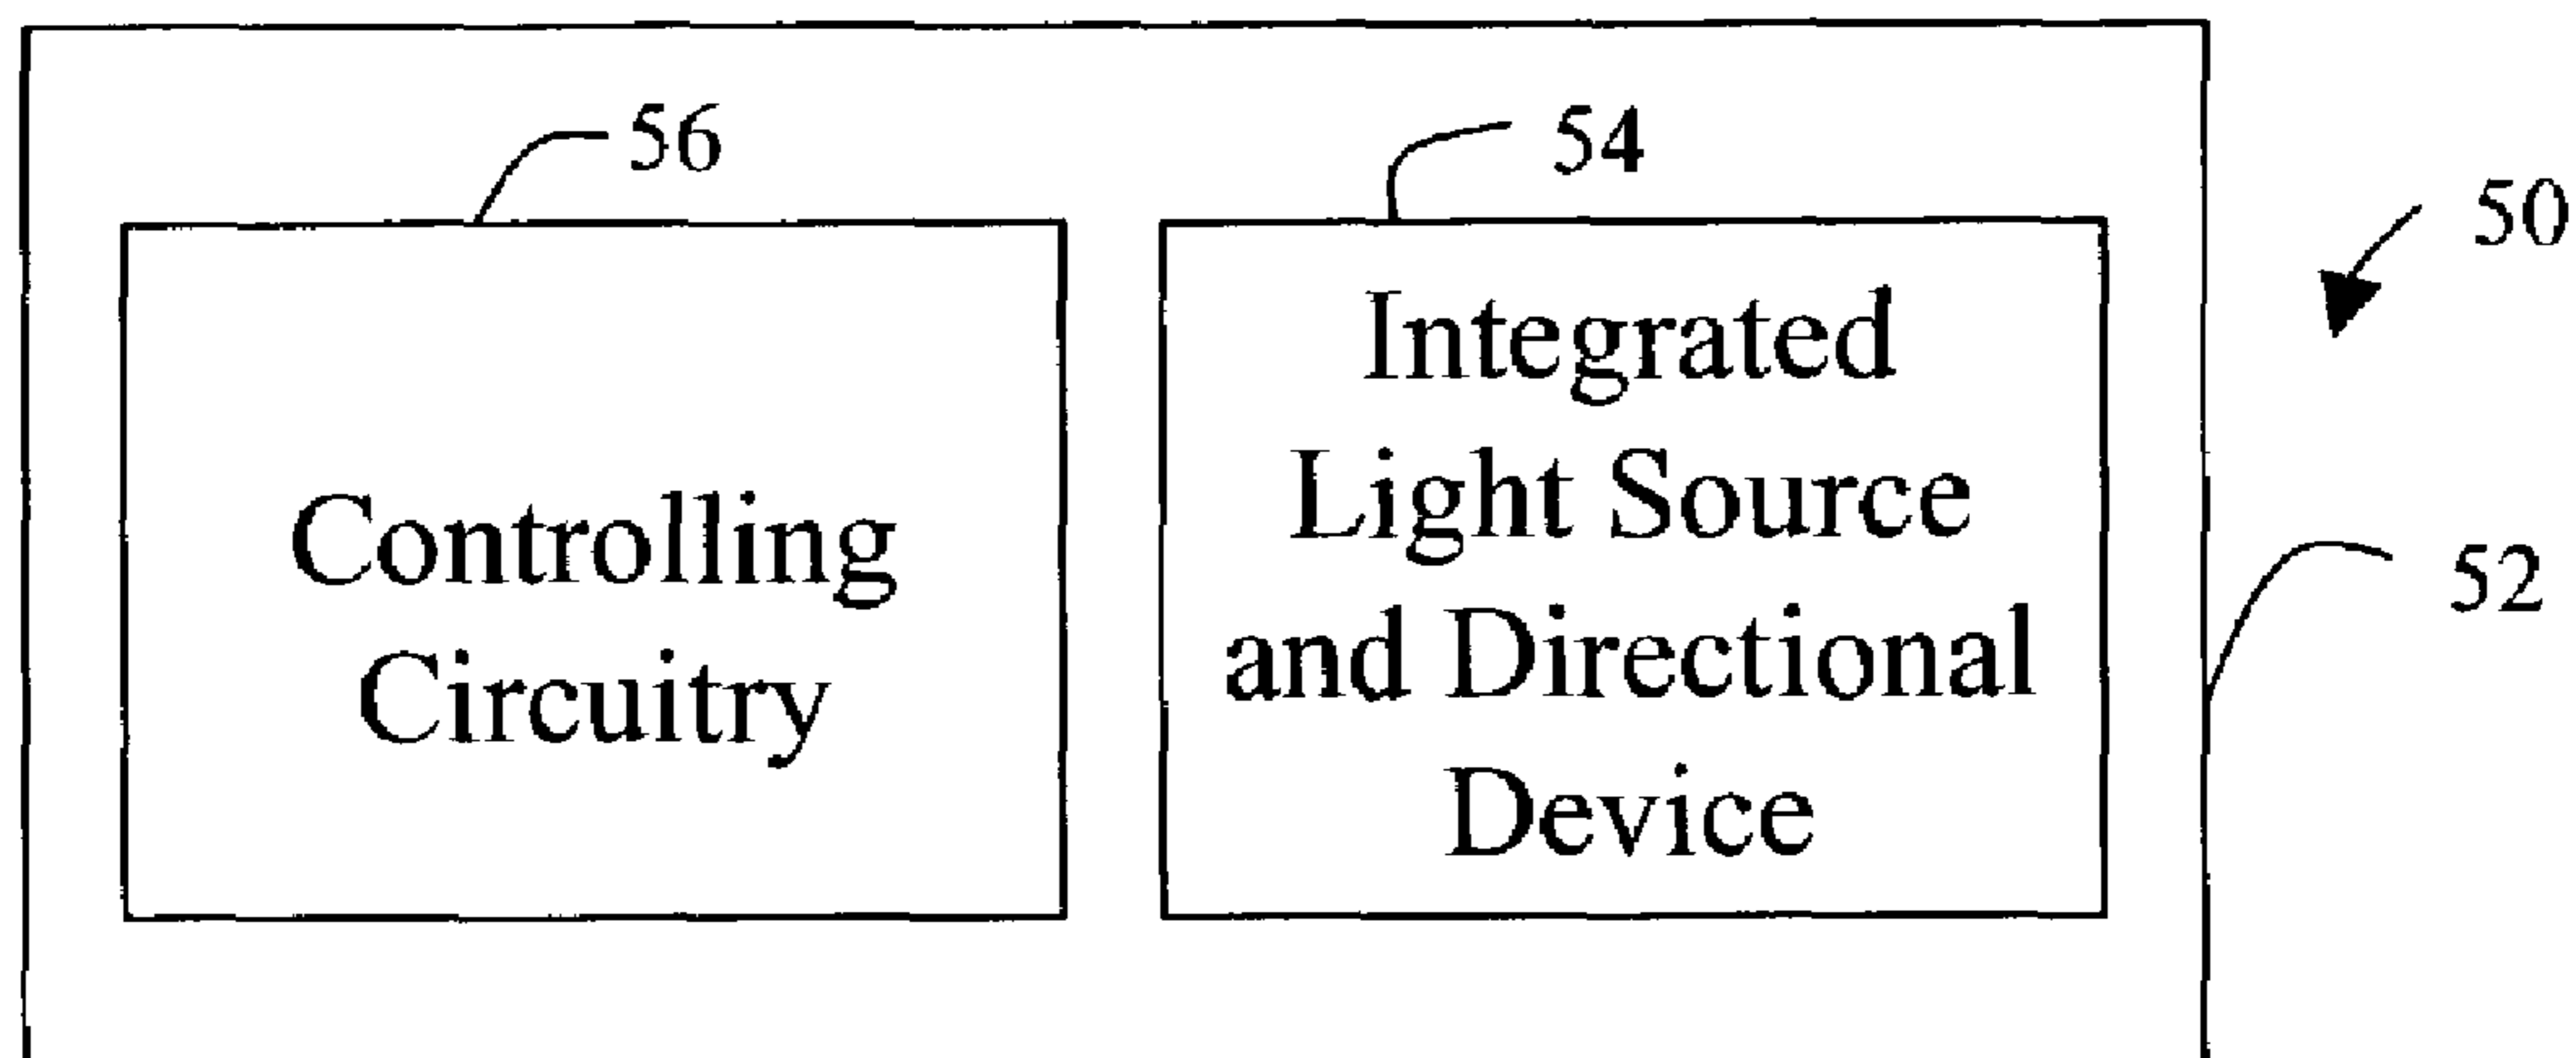 56
54
50
Integrated
Light Source
and Directional
Device
Controlling
Circuitry
52